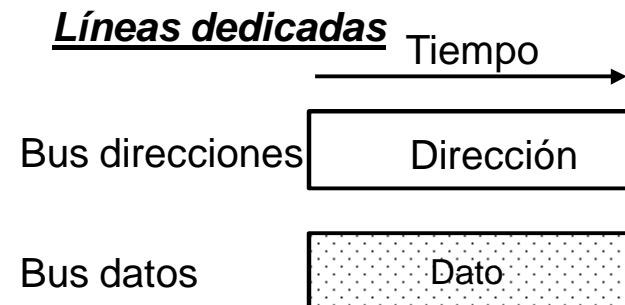 Líneas dedicadas
Tiempo
Bus direcciones Dirección
Bus datos Dato